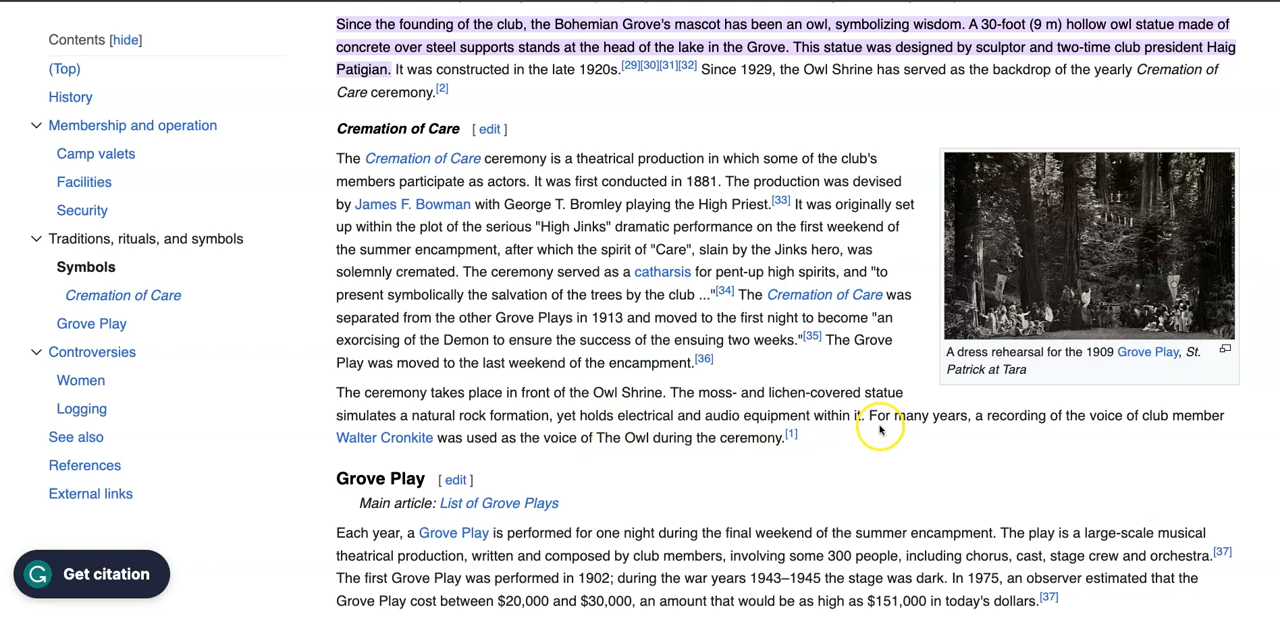 Contents [hide]
(Top)
History
Membership and operation
Camp valets
Facilities
Security
Traditions, rituals, and symbols
Symbols
Cremation of Care
Grove Play
Controversies
Women
Logging
See also
References
External links
Get citation
Since the founding of the club, the Bohemian Grove's mascot has been an owl, symbolizing wisdom. A 30-foot (9 m) hollow owl statue made of
concrete over steel supports stands at the head of the lake in the Grove. This statue was designed by sculptor and two-time club president Haig
Patigian. It was constructed in the late 1920s.[29][30][31][32] Since 1929, the Owl Shrine has served as the backdrop of the yearly Cremation of
Care ceremony.[2]
Cremation of Care [ edit ]
The Cremation of Care ceremony is a theatrical production in which some of the club's
members participate as actors. It was first conducted in 1881. The production was devised
by James F. Bowman with George T. Bromley playing the High Priest.[33] It was originally set
up within the plot of the serious "High Jinks" dramatic performance on the first weekend of
the summer encampment, after which the spirit of "Care", slain by the Jinks hero, was
solemnly cremated. The ceremony served as a catharsis for pent-up high spirits, and "to
present symbolically the salvation of the trees by the club ..."[34] The Cremation of Care was
separated from the other Grove Plays in 1913 and moved to the first night to become "an
exorcising of the Demon to ensure the success of the ensuing two weeks."[35] The Grove
Play was moved to the last weekend of the encampment.[36]
A dress rehearsal for the 1909 Grove Play, St.
Patrick at Tara
The ceremony takes place in front of the Owl Shrine. The moss- and lichen-covered statue
simulates a natural rock formation, yet holds electrical and audio equipment within it. For many years, a recording of the voice of club member
Walter Cronkite was used as the voice of The Owl during the ceremony.[1]
Grove Play [ edit ]
Main article: List of Grove Plays
Each year, a Grove Play is performed for one night during the final weekend of the summer encampment. The play is a large-scale musical
theatrical production, written and composed by club members, involving some 300 people, including chorus, cast, stage crew and orchestra.[37]
The first Grove Play was performed in 1902; during the war years 1943–1945 the stage was dark. In 1975, an observer estimated that the
Grove Play cost between $20,000 and $30,000, an amount that would be as high as $151,000 in today's dollars.[37]